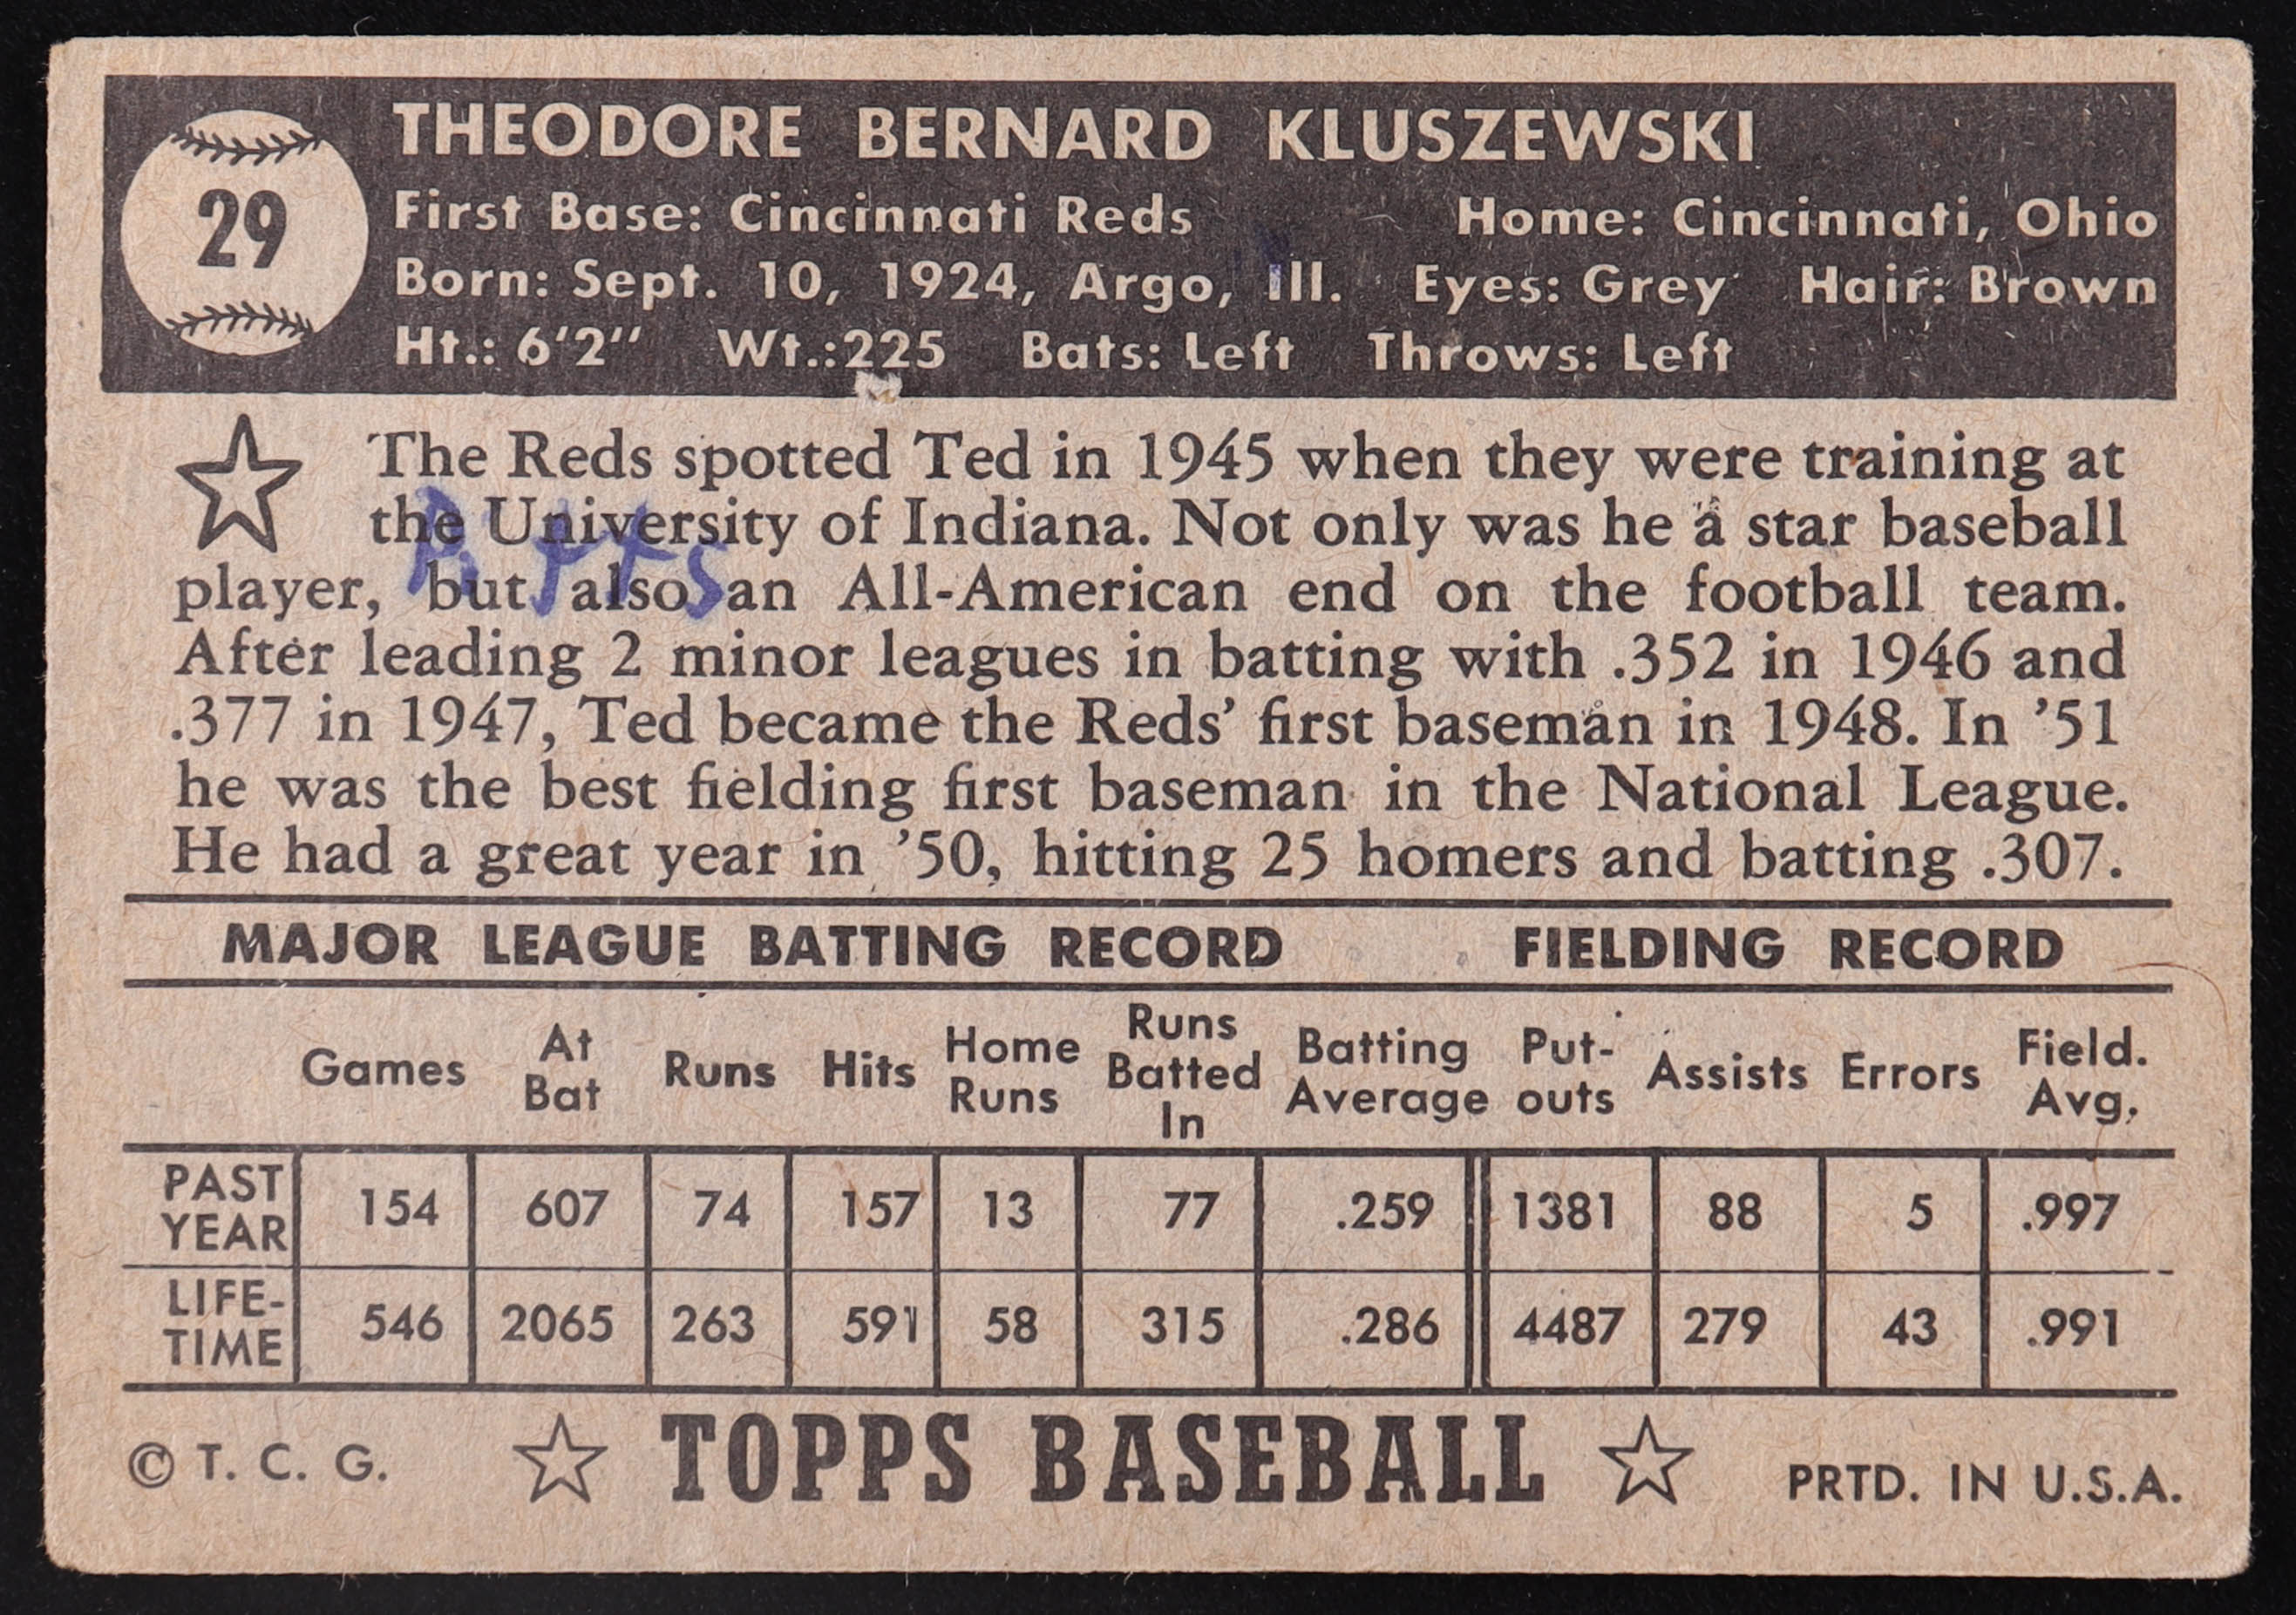 29
THEODORE BERNARD KLUSZEWSKI
First Base: Cincinnati Reds Home: Cincinnati, Ohio
Born: Sept. 10, 1924, Argo, Ill. Eyes: Grey Hair: Brown
Ht.: 6'2" Wt.:225 Bats: Left Throws: Left
The Reds spotted Ted in 1945 when they were training at
the University of Indiana. Not only was he a star baseball
player, but also an All-American end on the football team.
After leading 2 minor leagues in batting with .352 in 1946 and
.377 in 1947, Ted became the Reds' first baseman in 1948. In '51
he was the best fielding first baseman in the National League.
He had a great year in '50, hitting 25 homers and batting .307.
MAJOR LEAGUE BATTING RECORD FIELDING RECORD
Games At Bat Runs Hits Home Runs Runs Batted In Batting Average Put-outs Assists Errors Field. Avg.
PAST YEAR 154 607 74 157 13 77 .259 1381 88 5 .997
LIFE-TIME 546 2065 263 591 58 315 .286 4487 279 43 .991
© T. C. G. TOPPS BASEBALL PRTD. IN U.S.A.